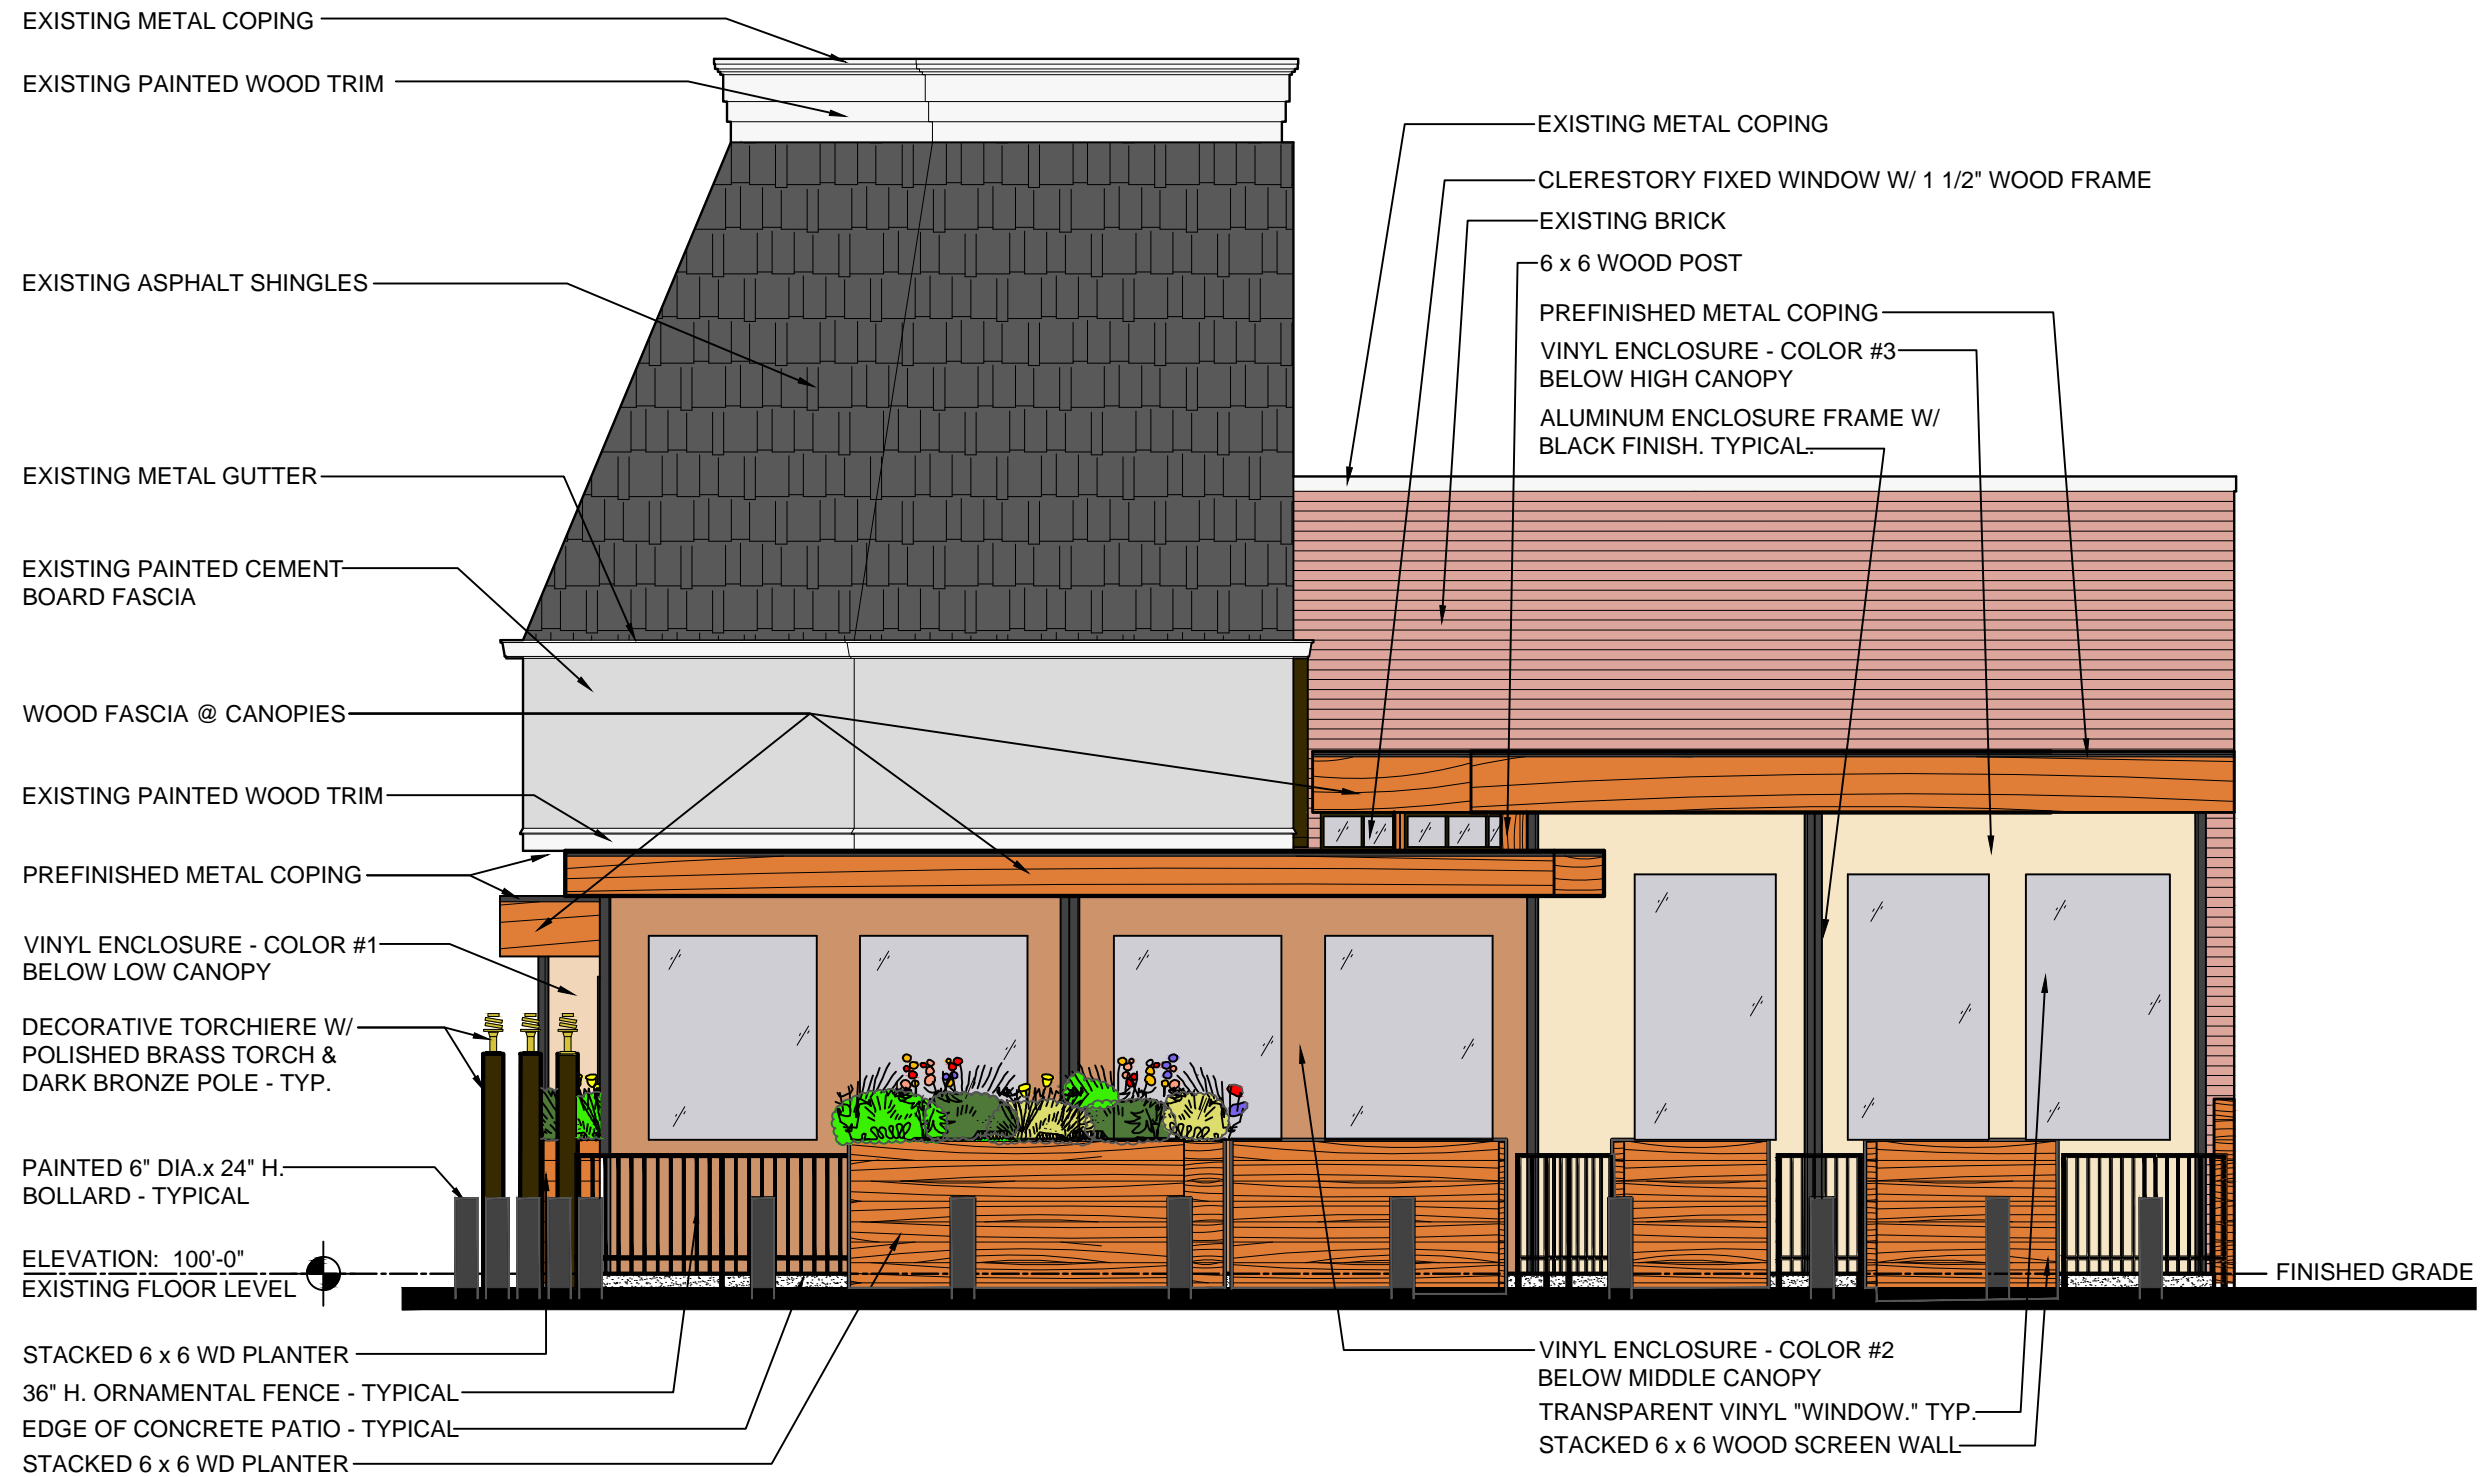 EXISTING METAL COPING
EXISTING PAINTED WOOD TRIM
EXISTING ASPHALT SHINGLES
EXISTING METAL GUTTER
EXISTING PAINTED CEMENT
BOARD FASCIA
WOOD FASCIA @ CANOPIES
EXISTING PAINTED WOOD TRIM
PREFINISHED METAL COPING
VINYL ENCLOSURE - COLOR #1
BELOW LOW CANOPY
DECORATIVE TORCHIERE W/
POLISHED BRASS TORCH &
DARK BRONZE POLE - TYP.
PAINTED 6" DIA.x 24" H.
BOLLARD - TYPICAL
ELEVATION: 100'-0"
EXISTING FLOOR LEVEL
STACKED 6 x 6 WD PLANTER
36" H. ORNAMENTAL FENCE - TYPICAL
EDGE OF CONCRETE PATIO - TYPICAL
STACKED 6 x 6 WD PLANTER
EXISTING METAL COPING
CLERESTORY FIXED WINDOW W/ 1 1/2" WOOD FRAME
EXISTING BRICK
6 x 6 WOOD POST
PREFINISHED METAL COPING
VINYL ENCLOSURE - COLOR #3
BELOW HIGH CANOPY
ALUMINUM ENCLOSURE FRAME W/
BLACK FINISH. TYPICAL.
FINISHED GRADE
VINYL ENCLOSURE - COLOR #2
BELOW MIDDLE CANOPY
TRANSPARENT VINYL "WINDOW." TYP.
STACKED 6 x 6 WOOD SCREEN WALL